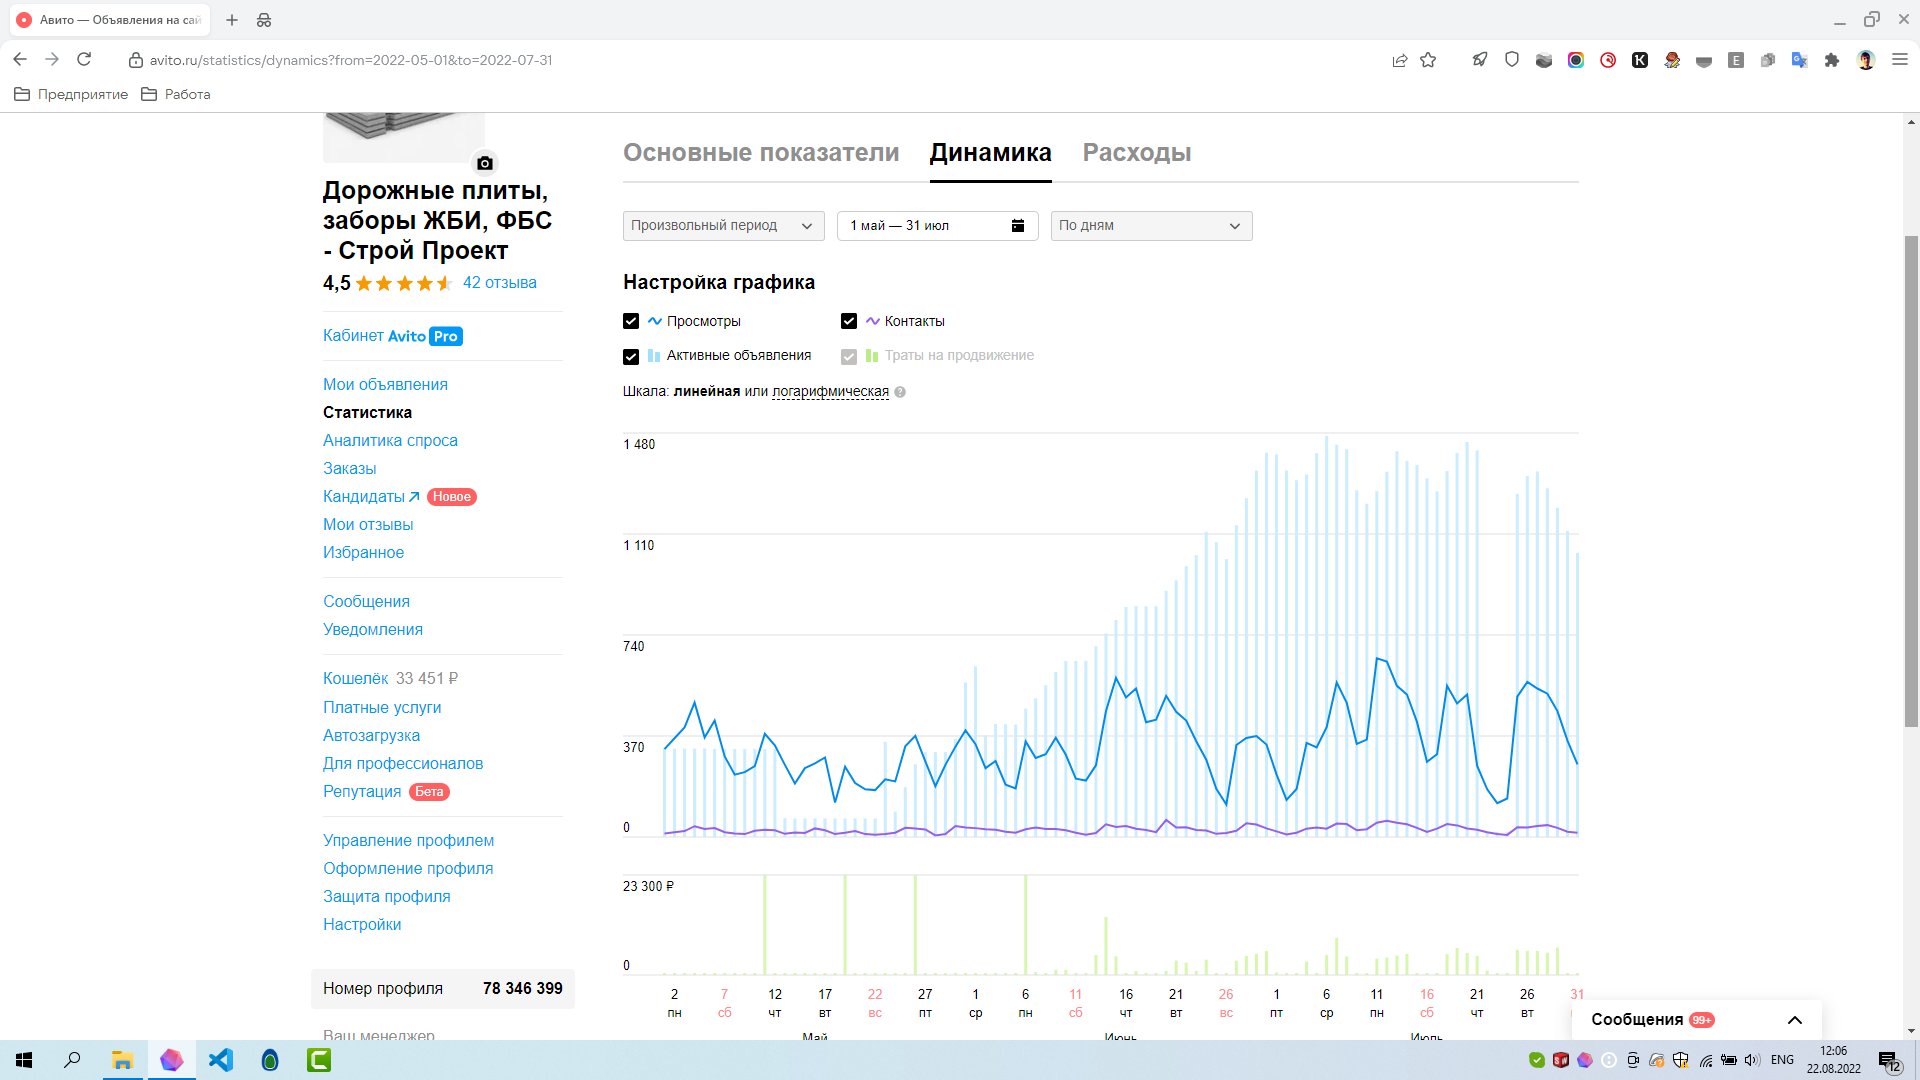 Авито — Объявления на сай
avito.ru/statistics/dynamics?from=2022-05-01&to=2022-07-31
Предприятие
Работа
Дорожные плиты,
заборы ЖБИ, ФБС
- Строй Проект
4,5 42 отзыва
Кабинет Avito Pro
Мои объявления
Статистика
Аналитика спроса
Заказы
Кандидаты Новое
Мои отзывы
Избранное
Сообщения
Уведомления
Кошелёк 33 451 ₽
Платные услуги
Автозагрузка
Для профессионалов
Репутация Бета
Управление профилем
Оформление профиля
Защита профиля
Настройки
Номер профиля 78 346 399
Ваш менеджер
Основные показатели Динамика Расходы
Произвольный период 1 май — 31 июл По дням
Настройка графика
Просмотры Контакты
Активные объявления Траты на продвижение
Шкала: линейная или логарифмическая ?
1 480
1 110
740
370
0
23 300 ₽
0
2 7 12 17 22 27 1 6 11 16 21 26 1 6 11 16 21 26 31
пн сб чт вт вс пт ср пн сб чт вт вс пт ср пн сб чт вт
Май Июнь Июль
Сообщения 99+
ENG
12:06
22.08.2022
12